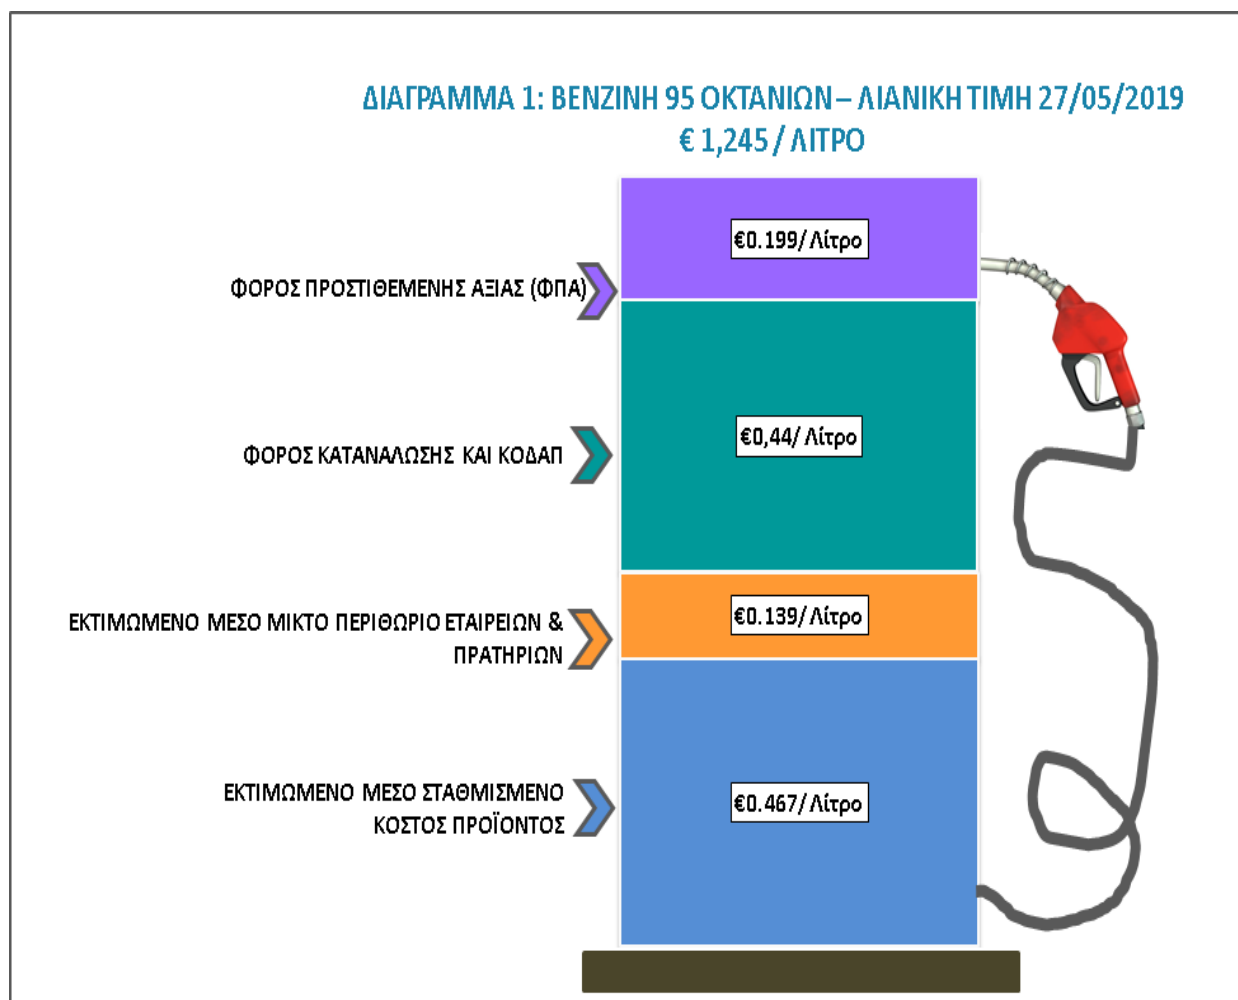 ΔΙΑΓΡΑΜΜΑ 1: ΒΕΝΖΙΝΗ 95 ΟΚΤΑΝΙΩΝ – ΛΙΑΝΙΚΗ ΤΙΜΗ 27/05/2019
€ 1,245 / ΛΙΤΡΟ
€0.199/ Λίτρο
ΦΟΡΟΣ ΠΡΟΣΤΙΘΕΜΕΝΗΣ ΑΞΙΑΣ (ΦΠΑ)
€0,44/ Λίτρο
ΦΟΡΟΣ ΚΑΤΑΝΑΛΩΣΗΣ ΚΑΙ ΚΟΔΑΠ
€0.139/ Λίτρο
ΕΚΤΙΜΩΜΕΝΟ ΜΕΣΟ ΜΙΚΤΟ ΠΕΡΙΘΩΡΙΟ ΕΤΑΙΡΕΙΩΝ &
ΠΡΑΤΗΡΙΩΝ
ΕΚΤΙΜΩΜΕΝΟ ΜΕΣΟ ΣΤΑΘΜΙΣΜΕΝΟ
ΚΟΣΤΟΣ ΠΡΟΪΟΝΤΟΣ
€0.467/ Λίτρο